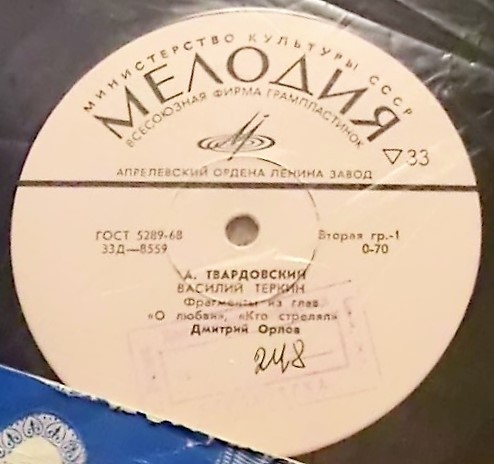 МИНИСТЕРСТВО КУЛЬТУРЫ СССР
МЕЛОДИЯ
ВСЕСОЮЗНАЯ ФИРМА ГРАМПЛАСТИНОК
▽33
АПРЕЛЕВСКИЙ ОРДЕНА ЛЕНИНА ЗАВОД
ГОСТ 5289-68
Вторая гр.-1
33Д—8559
0-70
А. ТВАРДОВСКИЙ
ВАСИЛИЙ ТЕРКИН
Фрагменты из глав
«О любви», «Кто стрелял»
Дмитрий Орлов
248